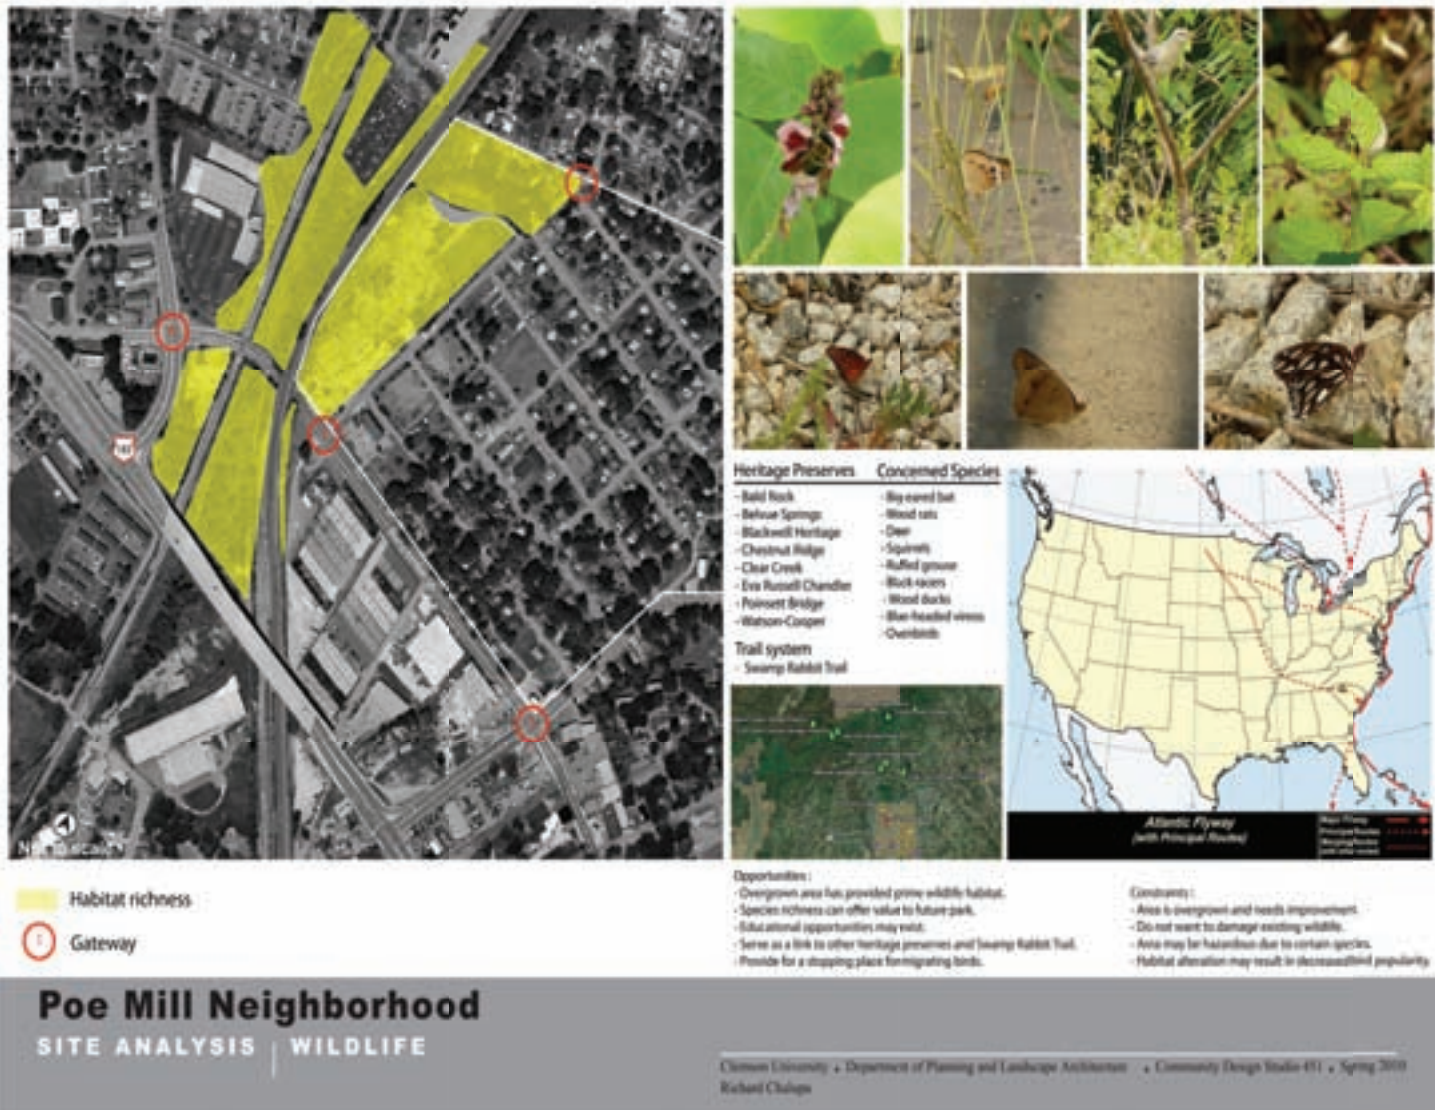 Heritage Preserves
- Bald Rock
- Belvue Springs
- Blackwell Heritage
- Chestnut Ridge
- Clear Creek
- Eva Russell Chandler
- Poinsett Bridge
- Watson-Cooper
Trail system
- Swamp Rabbit Trail
Concerned Species
- Big eared bat
- Wood rats
- Deer
- Squirrels
- Ruffed grouse
- Black racers
- Wood ducks
- Blue-headed vireos
- Ovenbirds
Atlantic Flyway
(with Principal Routes)
Principal Routes
Not to scale
Habitat richness
Gateway
Opportunities :
- Overgrown area has provided prime wildlife habitat.
- Species richness can offer value to future park.
- Educational opportunities may exist.
- Serve as a link to other heritage preserves and Swamp Rabbit Trail.
- Provide for a stopping place for migrating birds.
Constraints :
- Area is overgrown and needs improvement.
- Do not want to damage existing wildlife.
- Area may be hazardous due to certain species.
- Habitat alteration may result in decreased bird popularity.
Poe Mill Neighborhood
SITE ANALYSIS | WILDLIFE
Clemson University • Department of Planning and Landscape Architecture • Community Design Studio 451 • Spring 2010
Richard Chalupa